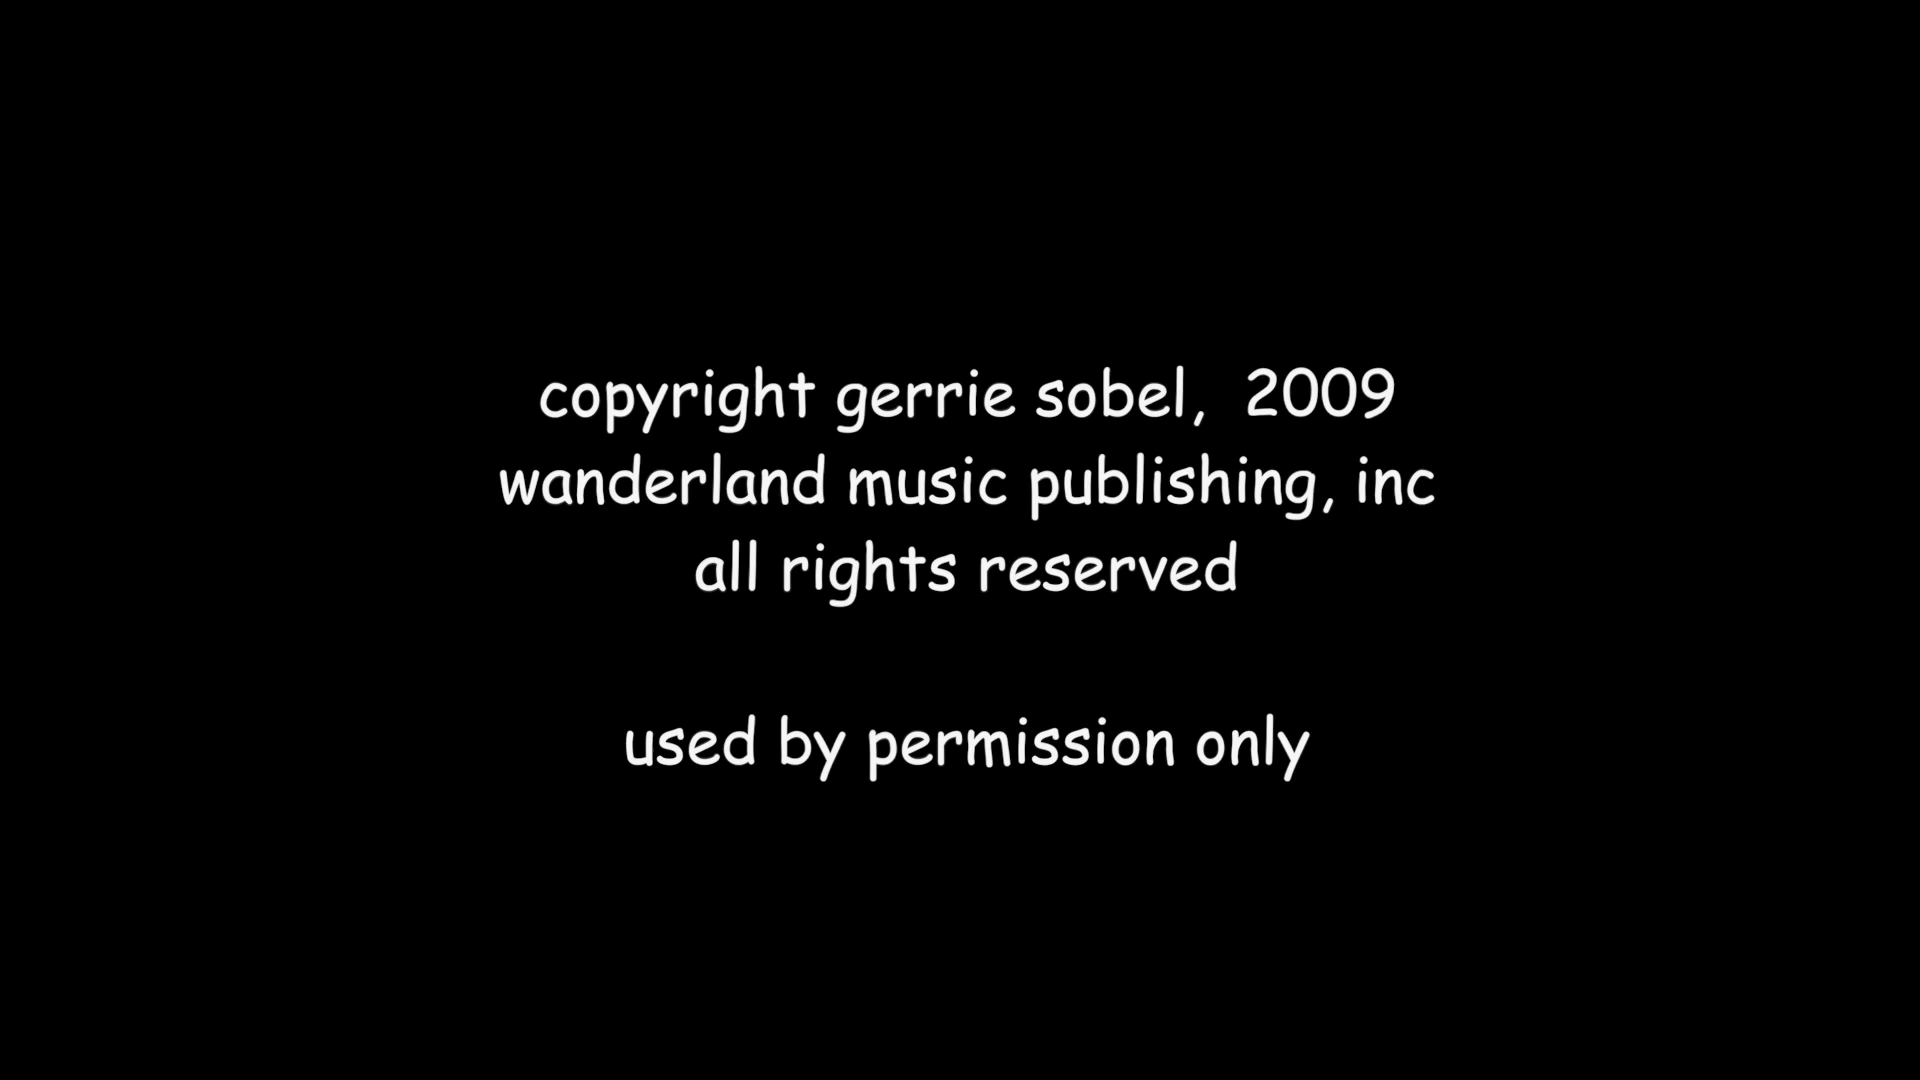 copyright gerrie sobel,  2009
wanderland music publishing, inc
all rights reserved
used by permission only